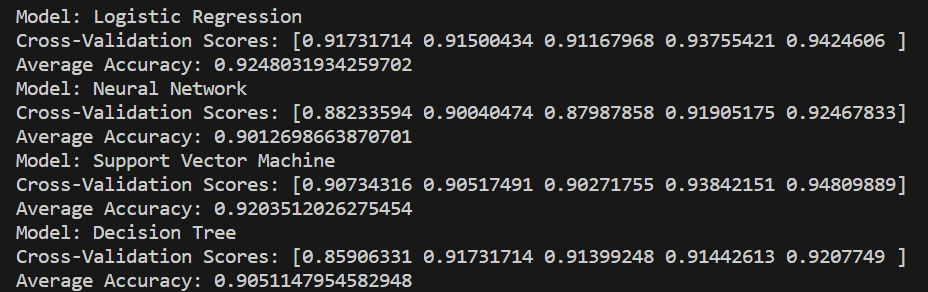 Model: Logistic Regression
Cross-Validation Scores: [0.91731714 0.91500434 0.91167968 0.93755421 0.9424606 ]
Average Accuracy: 0.9248031934259702
Model: Neural Network
Cross-Validation Scores: [0.88233594 0.90040474 0.87987858 0.91905175 0.92467833]
Average Accuracy: 0.9012698663870701
Model: Support Vector Machine
Cross-Validation Scores: [0.90734316 0.90517491 0.90271755 0.93842151 0.94809889]
Average Accuracy: 0.9203512026275454
Model: Decision Tree
Cross-Validation Scores: [0.85906331 0.91731714 0.91399248 0.91442613 0.9207749 ]
Average Accuracy: 0.9051147954582948